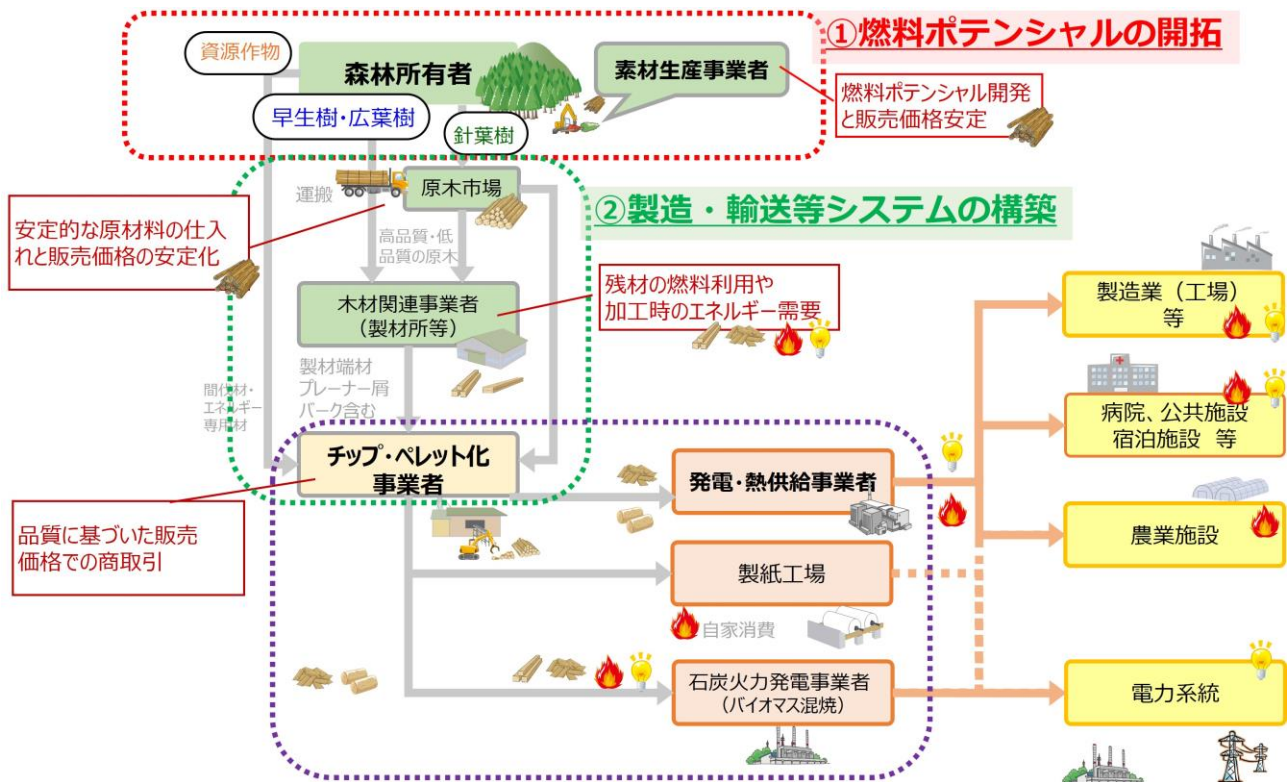 ①燃料ポテンシャルの開拓
資源作物
森林所有者
素材生産事業者
早生樹・広葉樹
針葉樹
燃料ポテンシャル開発
と販売価格安定
運搬
原木市場
②製造・輸送等システムの構築
安定的な原材料の仕入
れと販売価格の安定化
高品質・低
品質の原木
木材関連事業者
（製材所等）
残材の燃料利用や
加工時のエネルギー需要
製造業（工場）
等
製材端材
プレーナー屑
バーク含む
間伐材・
エネルギー
専用材
病院、公共施設
宿泊施設 等
チップ・ペレット化
事業者
発電・熱供給事業者
品質に基づいた販売
価格での商取引
農業施設
製紙工場
自家消費
石炭火力発電事業者
（バイオマス混焼）
電力系統